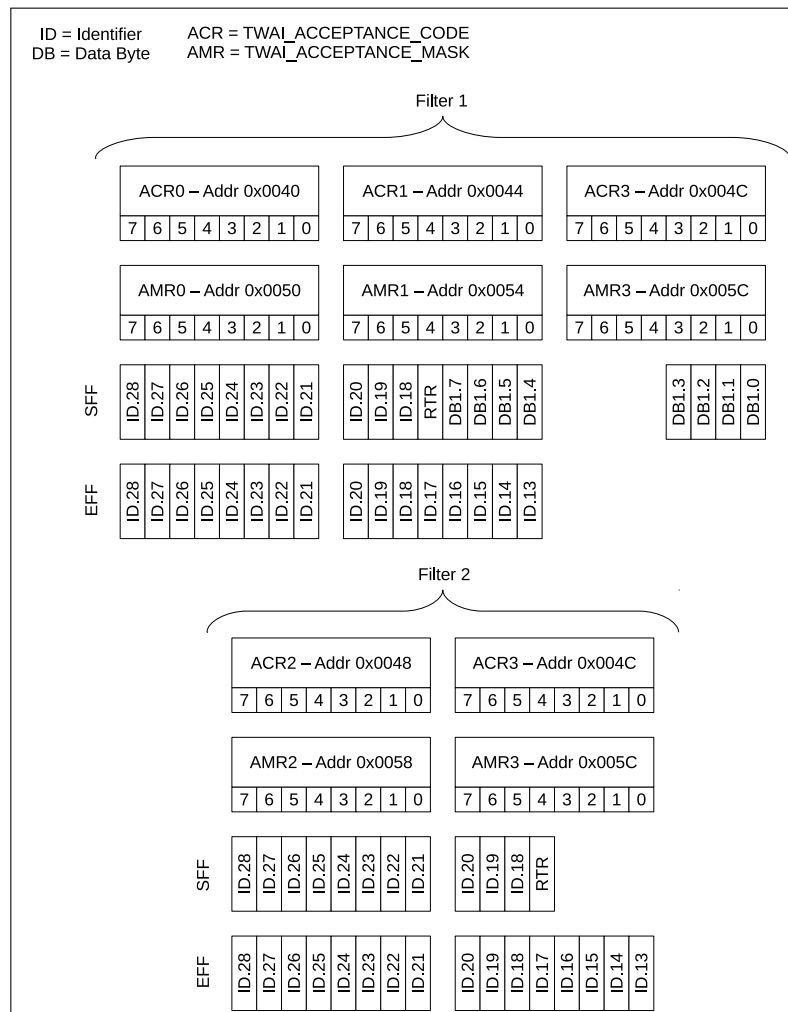 ID = Identifier ACR = TWAI_ACCEPTANCE_CODE
DB = Data Byte AMR = TWAI_ACCEPTANCE_MASK
Filter 1
ACR0 – Addr 0x0040 ACR1 – Addr 0x0044 ACR3 – Addr 0x004C
7 6 5 4 3 2 1 0 7 6 5 4 3 2 1 0 7 6 5 4 3 2 1 0
AMR0 – Addr 0x0050 AMR1 – Addr 0x0054 AMR3 – Addr 0x005C
7 6 5 4 3 2 1 0 7 6 5 4 3 2 1 0 7 6 5 4 3 2 1 0
SFF ID.28 ID.27 ID.26 ID.25 ID.24 ID.23 ID.22 ID.21 ID.20 ID.19 ID.18 RTR DB1.7 DB1.6 DB1.5 DB1.4 DB1.3 DB1.2 DB1.1 DB1.0
EFF ID.28 ID.27 ID.26 ID.25 ID.24 ID.23 ID.22 ID.21 ID.20 ID.19 ID.18 ID.17 ID.16 ID.15 ID.14 ID.13
Filter 2
ACR2 – Addr 0x0048 ACR3 – Addr 0x004C
7 6 5 4 3 2 1 0 7 6 5 4 3 2 1 0
AMR2 – Addr 0x0058 AMR3 – Addr 0x005C
7 6 5 4 3 2 1 0 7 6 5 4 3 2 1 0
SFF ID.28 ID.27 ID.26 ID.25 ID.24 ID.23 ID.22 ID.21 ID.20 ID.19 ID.18 RTR
EFF ID.28 ID.27 ID.26 ID.25 ID.24 ID.23 ID.22 ID.21 ID.20 ID.19 ID.18 ID.17 ID.16 ID.15 ID.14 ID.13